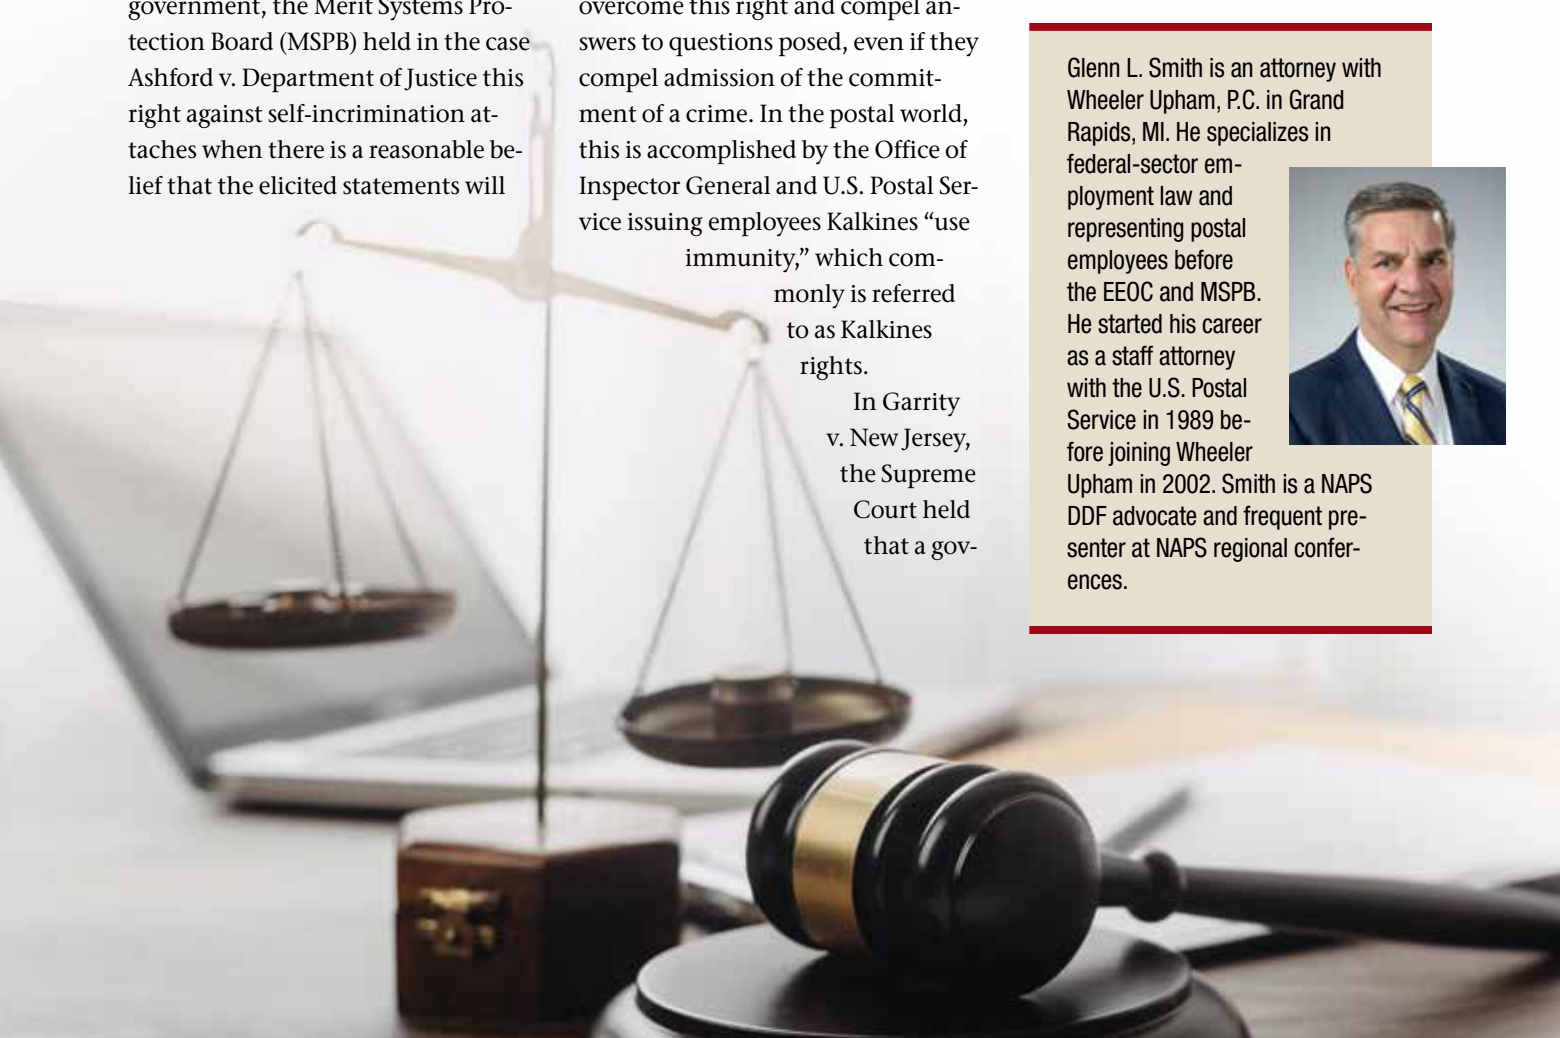 government, the Merit Systems Pro-
tection Board (MSPB) held in the case
Ashford v. Department of Justice this
right against self-incrimination at-
taches when there is a reasonable be-
lief that the elicited statements will
overcome this right and compel an-
swers to questions posed, even if they
compel admission of the commit-
ment of a crime. In the postal world,
this is accomplished by the Office of
Inspector General and U.S. Postal Ser-
vice issuing employees Kalkines “use
immunity,” which com-
monly is referred
to as Kalkines
rights.
In Garrity
v. New Jersey,
the Supreme
Court held
that a gov-
Glenn L. Smith is an attorney with
Wheeler Upham, P.C. in Grand
Rapids, MI. He specializes in
federal-sector em-
ployment law and
representing postal
employees before
the EEOC and MSPB.
He started his career
as a staff attorney
with the U.S. Postal
Service in 1989 be-
fore joining Wheeler
Upham in 2002. Smith is a NAPS
DDF advocate and frequent pre-
senter at NAPS regional confer-
ences.